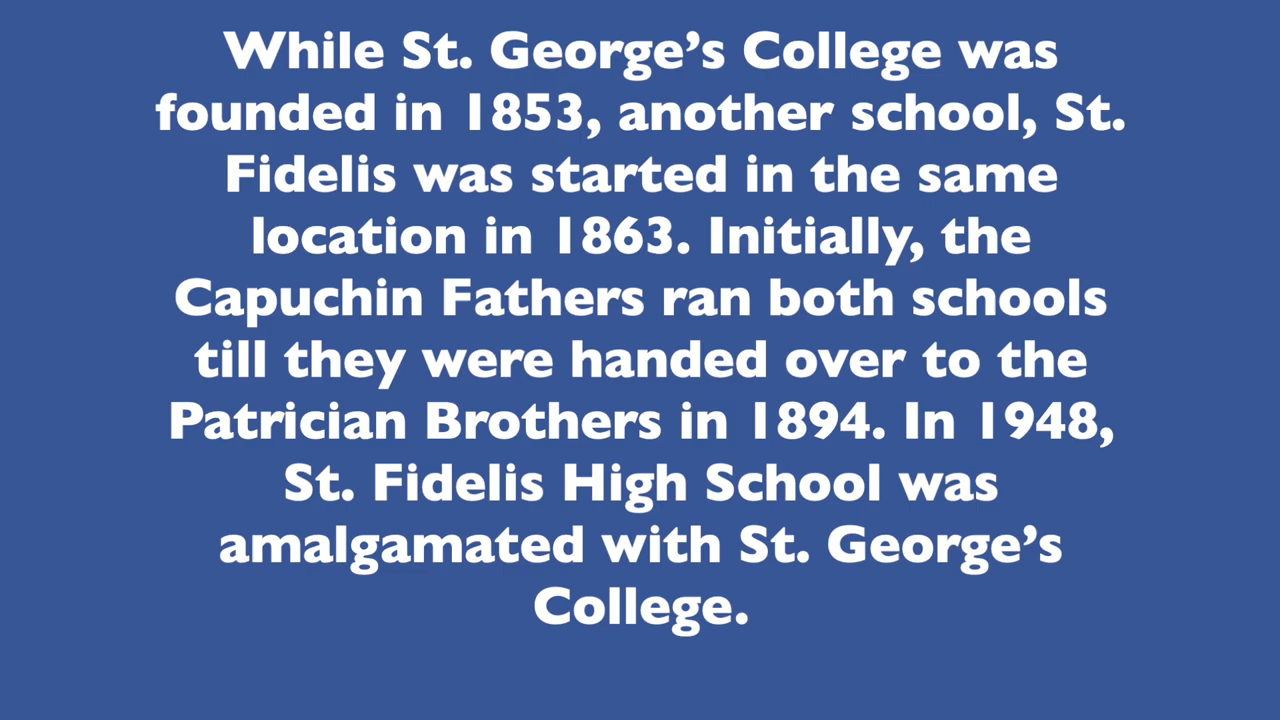 While St. George’s College was
founded in 1853, another school, St.
Fidelis was started in the same
location in 1863. Initially, the
Capuchin Fathers ran both schools
till they were handed over to the
Patrician Brothers in 1894. In 1948,
St. Fidelis High School was
amalgamated with St. George’s
College.